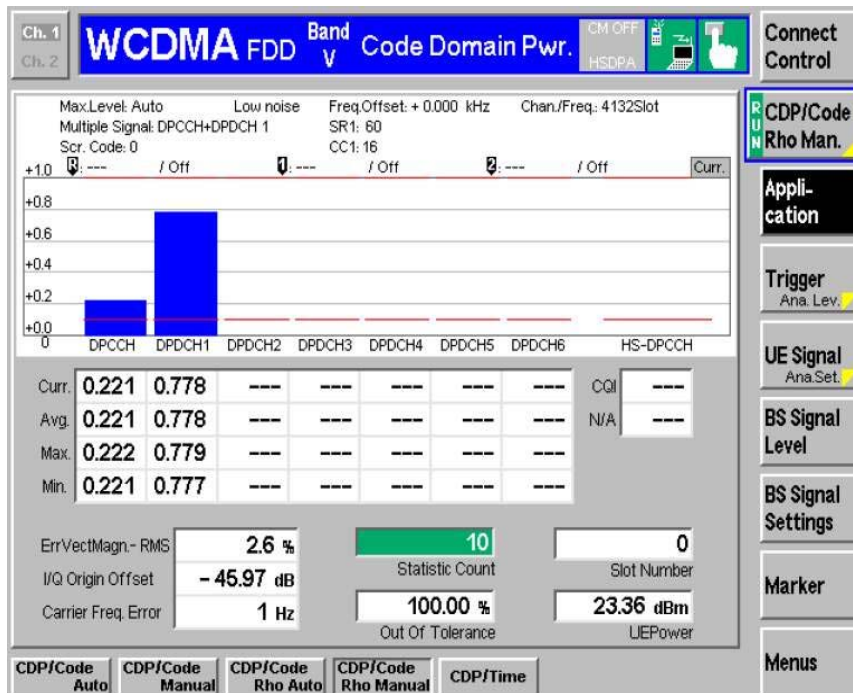 Ch. 1
Ch. 2
WCDMA FDD Band V Code Domain Pwr.
CM OFF
HSDPA
Connect Control
Max.Level: Auto Low noise Freq.Offset: + 0.000 kHz Chan./Freq.: 4132Slot
Multiple Signal: DPCCH+DPDCH 1 SR1: 60
Scr. Code: 0 CC1: 16
R: --- / Off 1: --- / Off 2: --- / Off Curr.
+1.0
+0.8
+0.6
+0.4
+0.2
+0.0
0 DPCCH DPDCH1 DPDCH2 DPDCH3 DPDCH4 DPDCH5 DPDCH6 HS-DPCCH
Curr. 0.221 0.778 --- --- --- --- --- CQI ---
Avg. 0.221 0.778 --- --- --- --- --- N/A ---
Max. 0.222 0.779 --- --- --- --- ---
Min. 0.221 0.777 --- --- --- --- ---
ErrVectMagn.- RMS 2.6 %
I/Q Origin Offset - 45.97 dB
Carrier Freq. Error 1 Hz
10
Statistic Count
100.00 %
Out Of Tolerance
0
Slot Number
23.36 dBm
UEPower
RUN
CDP/Code Rho Man.
Appli-
cation
Trigger
Ana. Lev.
UE Signal
Ana.Set.
BS Signal
Level
BS Signal
Settings
Marker
Menus
CDP/Code Auto
CDP/Code Manual
CDP/Code Rho Auto
CDP/Code Rho Manual
CDP/Time